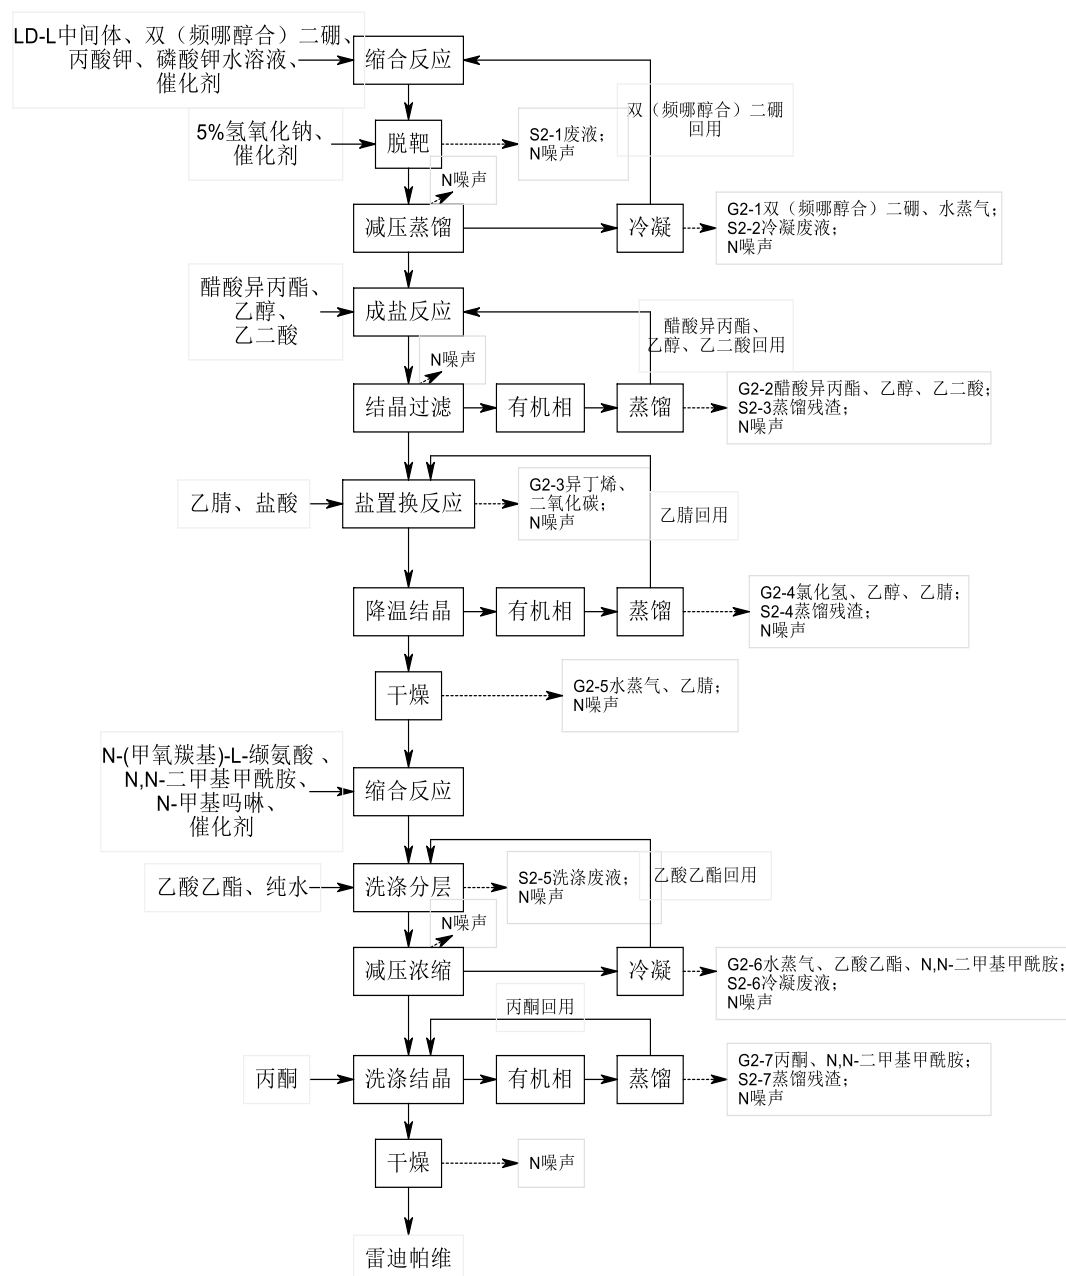 LD-L中间体、双（频哪醇合）二硼、
丙酸钾、磷酸钾水溶液、
催化剂
缩合反应
双（频哪醇合）二硼
回用
5%氢氧化钠、
催化剂
脱靶
S2-1废液；
N噪声
N噪声
减压蒸馏
冷凝
G2-1双（频哪醇合）二硼、水蒸气；
S2-2冷凝废液；
N噪声
醋酸异丙酯、
乙醇、
乙二酸
成盐反应
醋酸异丙酯、
乙醇、乙二酸回用
N噪声
结晶过滤
有机相
蒸馏
G2-2醋酸异丙酯、乙醇、乙二酸；
S2-3蒸馏残渣；
N噪声
乙腈、盐酸
盐置换反应
G2-3异丁烯、
二氧化碳；
N噪声
乙腈回用
降温结晶
有机相
蒸馏
G2-4氯化氢、乙醇、乙腈；
S2-4蒸馏残渣；
N噪声
干燥
G2-5水蒸气、乙腈；
N噪声
N-(甲氧羰基)-L-缬氨酸 、
N,N-二甲基甲酰胺、
N-甲基吗啉、
催化剂
缩合反应
乙酸乙酯、纯水
洗涤分层
S2-5洗涤废液；
N噪声
乙酸乙酯回用
N噪声
减压浓缩
冷凝
G2-6水蒸气、乙酸乙酯、N,N-二甲基甲酰胺；
S2-6冷凝废液；
N噪声
丙酮回用
丙酮
洗涤结晶
有机相
蒸馏
G2-7丙酮、N,N-二甲基甲酰胺；
S2-7蒸馏残渣；
N噪声
干燥
N噪声
雷迪帕维